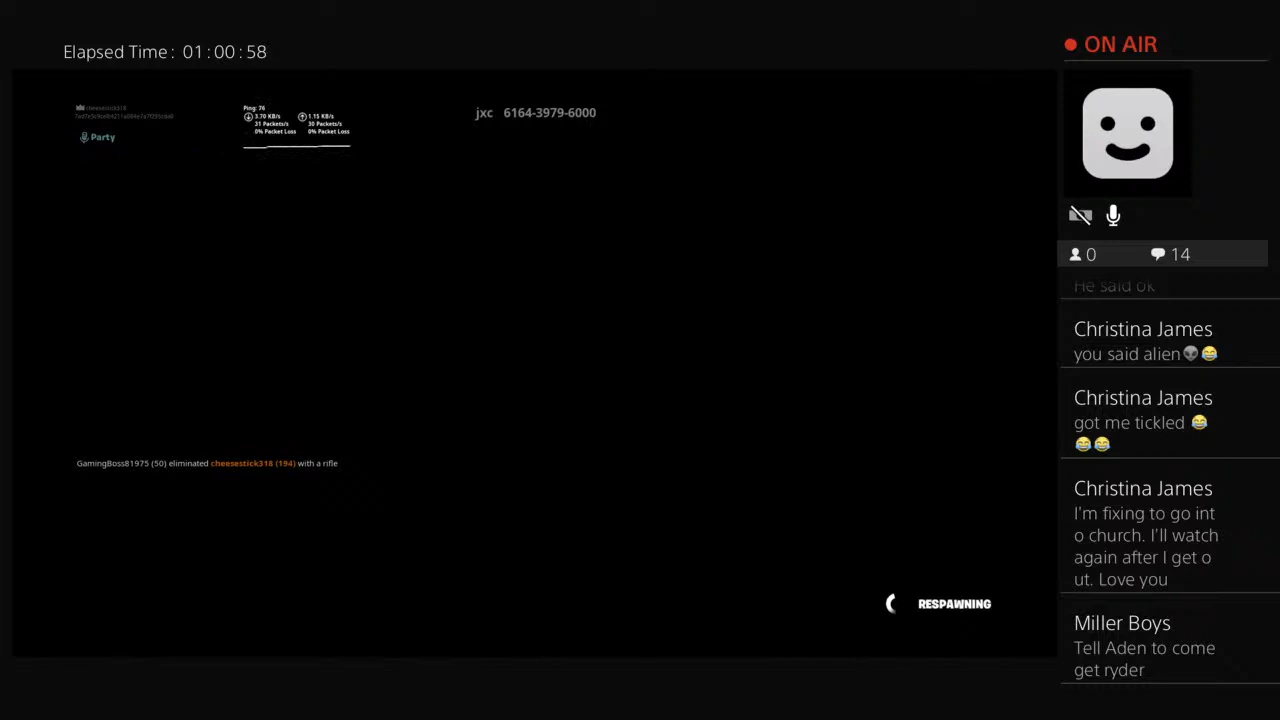 Elapsed Time: 01:00:58
ON AIR
cheesestick318
Party
Ping: 76
3.70 KB/s 1.15 KB/s
31 Packets/s 30 Packets/s
0% Packet Loss 0% Packet Loss
jxc 6164-3979-6000
0 14
He said ok
Christina James
you said alien👽😂
Christina James
got me tickled 😂
😂😂
Christina James
I'm fixing to go int
o church. I'll watch
again after I get o
ut. Love you
Miller Boys
Tell Aden to come
get ryder
GamingBoss81975 (50) eliminated cheesestick318 (194) with a rifle
RESPAWNING